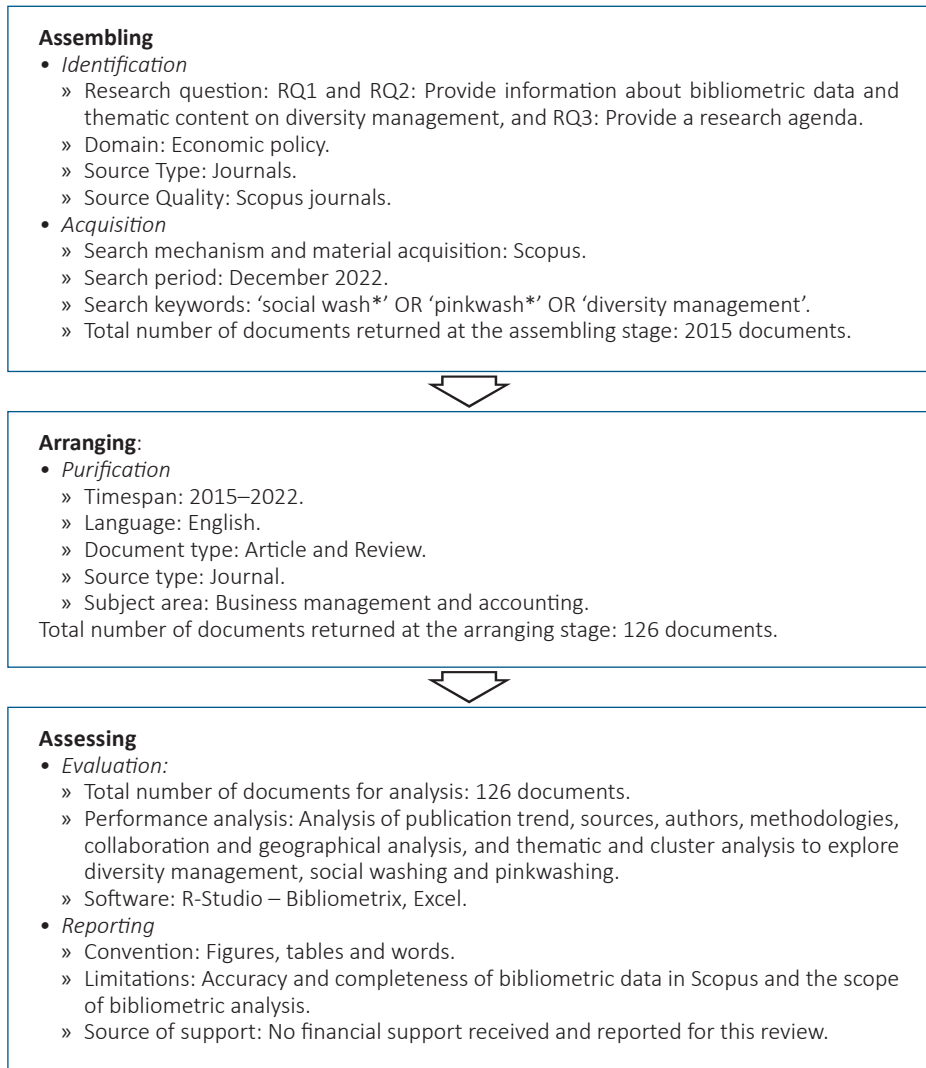 Assembling
• Identification
» Research question: RQ1 and RQ2: Provide information about bibliometric data and
thematic content on diversity management, and RQ3: Provide a research agenda.
» Domain: Economic policy.
» Source Type: Journals.
» Source Quality: Scopus journals.
• Acquisition
» Search mechanism and material acquisition: Scopus.
» Search period: December 2022.
» Search keywords: ‘social wash*’ OR ‘pinkwash*’ OR ‘diversity management’.
» Total number of documents returned at the assembling stage: 2015 documents.
Arranging:
• Purification
» Timespan: 2015–2022.
» Language: English.
» Document type: Article and Review.
» Source type: Journal.
» Subject area: Business management and accounting.
Total number of documents returned at the arranging stage: 126 documents.
Assessing
• Evaluation:
» Total number of documents for analysis: 126 documents.
» Performance analysis: Analysis of publication trend, sources, authors, methodologies,
collaboration and geographical analysis, and thematic and cluster analysis to explore
diversity management, social washing and pinkwashing.
» Software: R-Studio – Bibliometrix, Excel.
• Reporting
» Convention: Figures, tables and words.
» Limitations: Accuracy and completeness of bibliometric data in Scopus and the scope
of bibliometric analysis.
» Source of support: No financial support received and reported for this review.